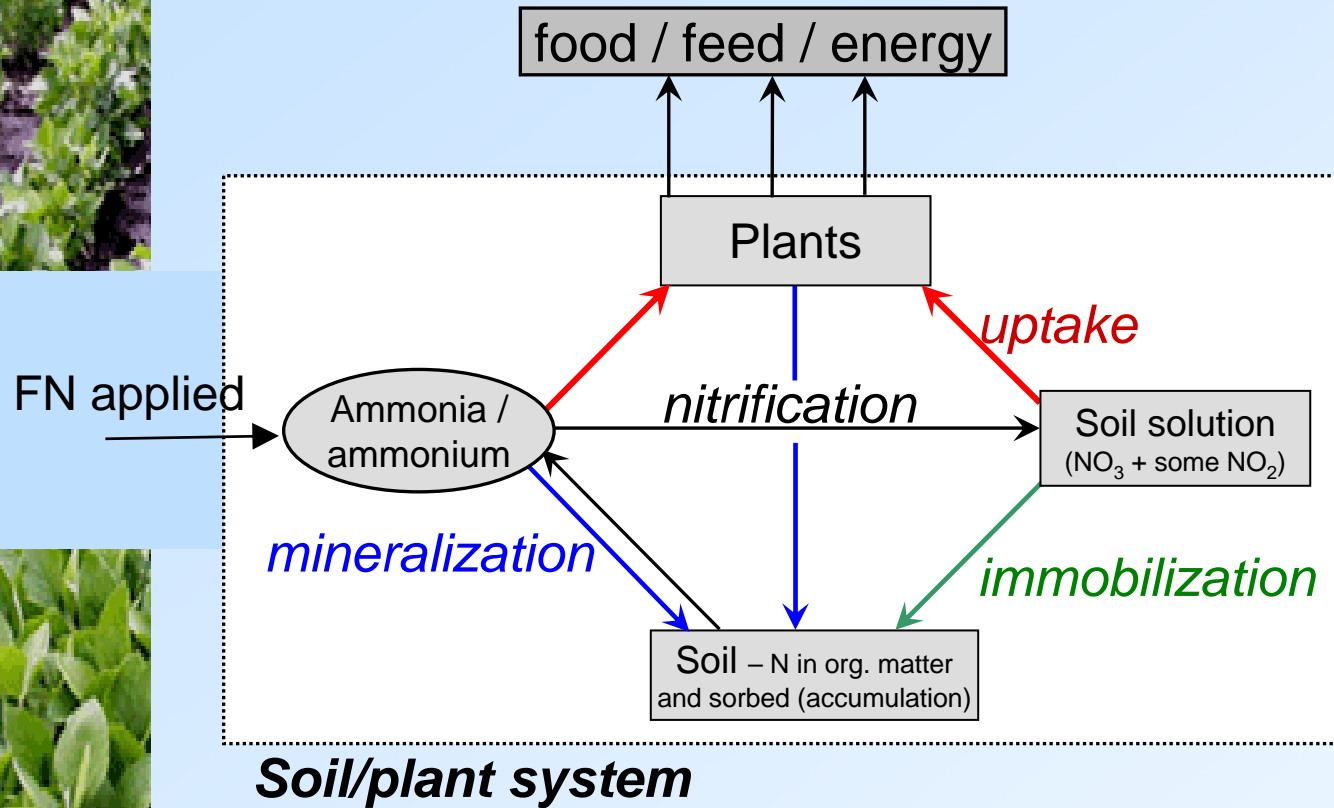 food / feed / energy
Plants
uptake
FN applied
Ammonia /
ammonium
nitrification
Soil solution
(NO₃ + some NO₂)
mineralization
immobilization
Soil – N in org. matter
and sorbed (accumulation)
Soil/plant system